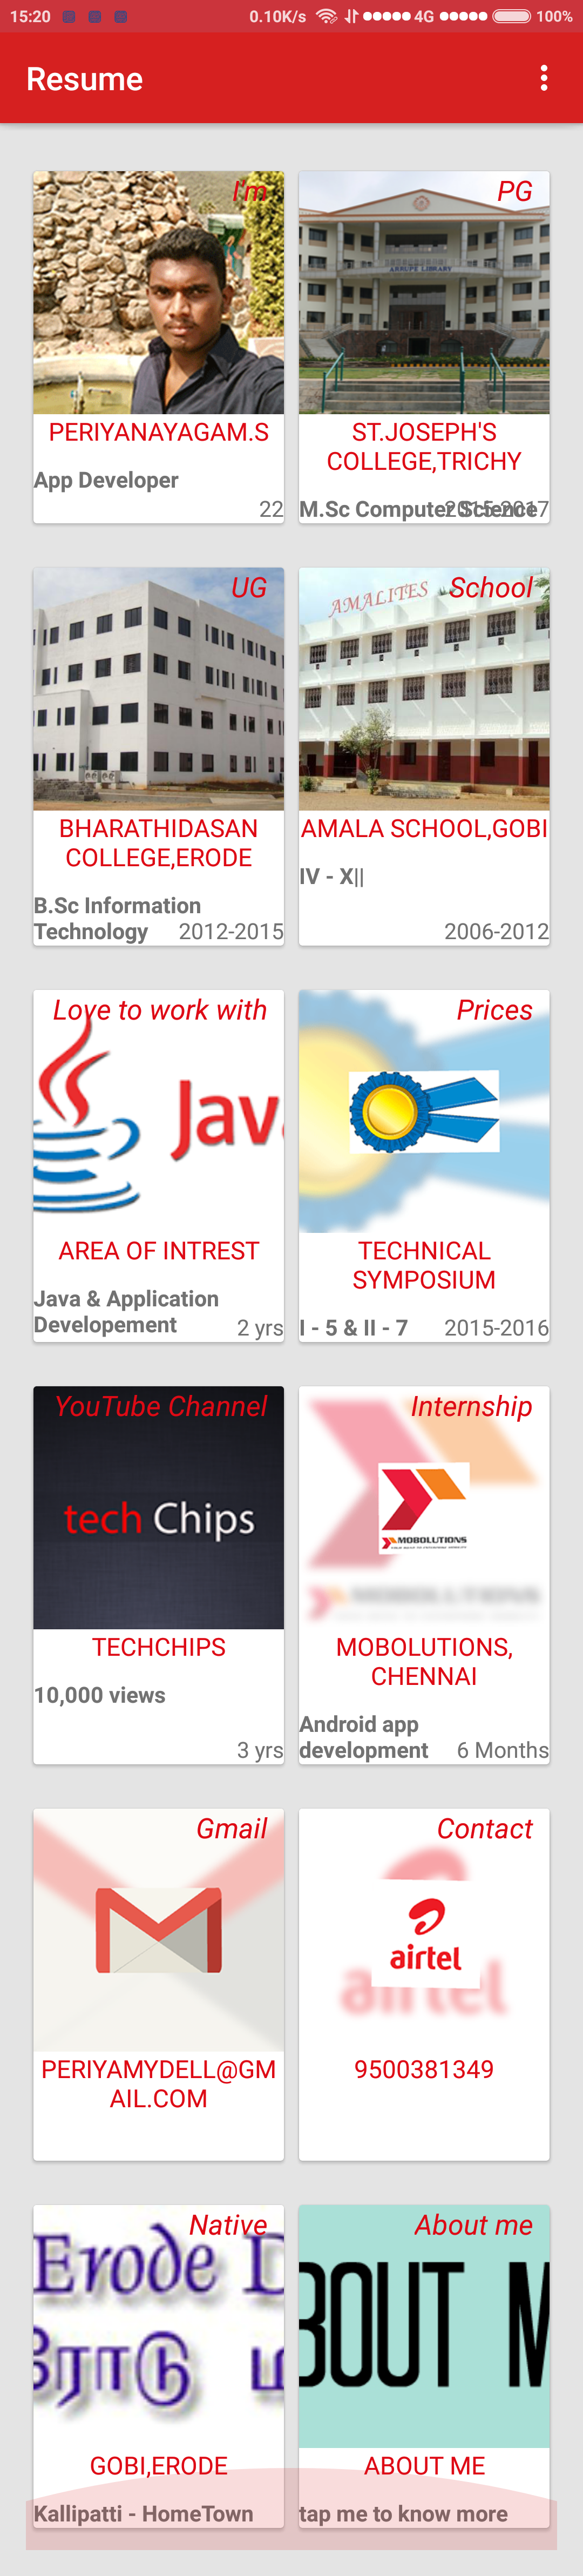 15:20 0.10K/s 4G 100%
Resume
I'm
PERIYANAYAGAM.S
App Developer
22
PG
ARRUPE LIBRARY
ST.JOSEPH'S
COLLEGE,TRICHY
M.Sc Computer Science
2015-2017
UG
BHARATHIDASAN
COLLEGE,ERODE
B.Sc Information
Technology
2012-2015
School
AMALITES
AMALA SCHOOL,GOBI
IV - X||
2006-2012
Love to work with
Jav
AREA OF INTREST
Java & Application
Developement
2 yrs
Prices
TECHNICAL
SYMPOSIUM
I - 5 & II - 7
2015-2016
YouTube Channel
tech Chips
TECHCHIPS
10,000 views
3 yrs
Internship
MOBOLUTIONS
MOBOLUTIONS
MOBOLUTIONS,
CHENNAI
Android app
development
6 Months
Gmail
PERIYAMYDELL@GM
AIL.COM
Contact
airtel
airtel
9500381349
Native
Erode D
ரோடு ம
GOBI,ERODE
Kallipatti - HomeTown
About me
BOUT M
ABOUT ME
tap me to know more